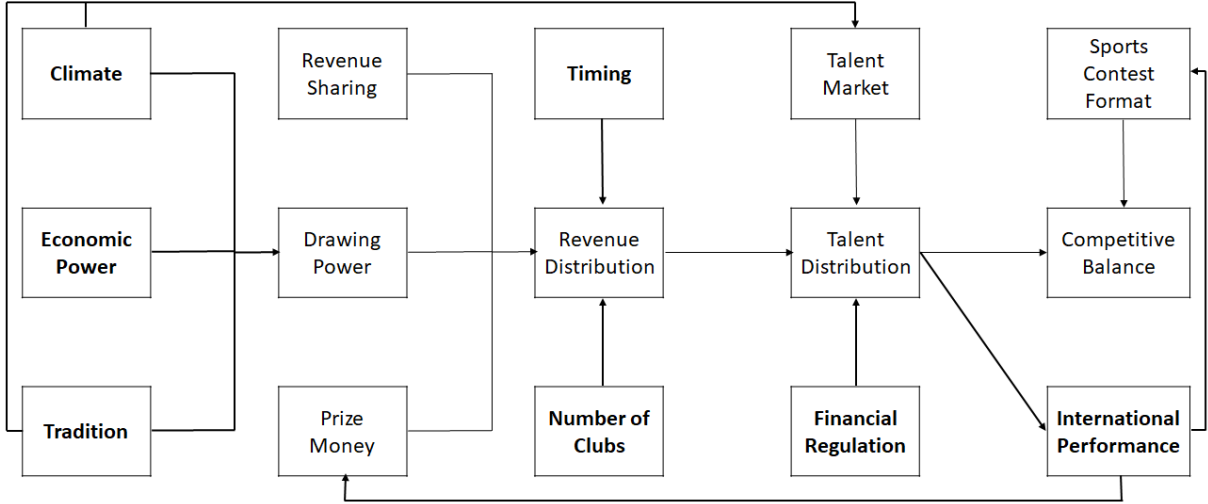 Climate
Revenue
Sharing
Timing
Talent
Market
Sports
Contest
Format
Economic
Power
Drawing
Power
Revenue
Distribution
Talent
Distribution
Competitive
Balance
Tradition
Prize
Money
Number of
Clubs
Financial
Regulation
International
Performance